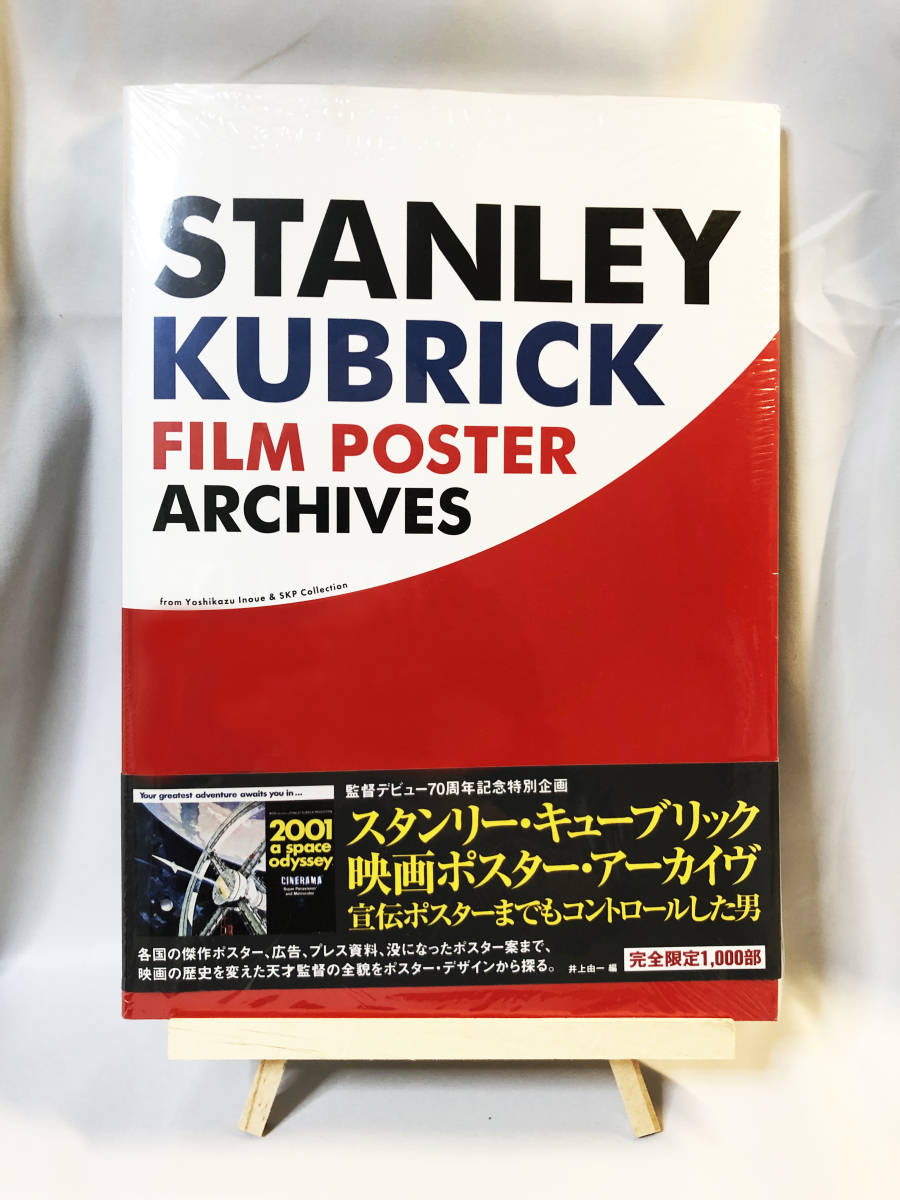 STANLEY
KUBRICK
FILM POSTER
ARCHIVES
from Yoshikazu Inoue & SKP Collection
Your greatest adventure awaits you in...
2001
a space
odyssey
CINERAMA
Super Panavision
and Metrocolor
監督デビュー70周年記念特別企画
スタンリー・キューブリック
映画ポスター・アーカイヴ
宣伝ポスターまでもコントロールした男
各国の傑作ポスター、広告、プレス資料、没になったポスター案まで、
映画の歴史を変えた天才監督の全貌をポスター・デザインから探る。
井上由一 編
完全限定1,000部